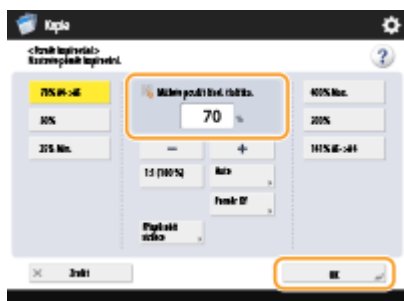 Kopie
<Poměr kopírování>
Nastavte poměr kopírování.
?
70% A4->A5
50%
25% Min.
Můžete použít čísel. tlačítka.
70 %
-
+
1:1 (100 %)
Auto
Poměr XY
400% Max.
200%
141% A5->A4
× Zrušit
OK